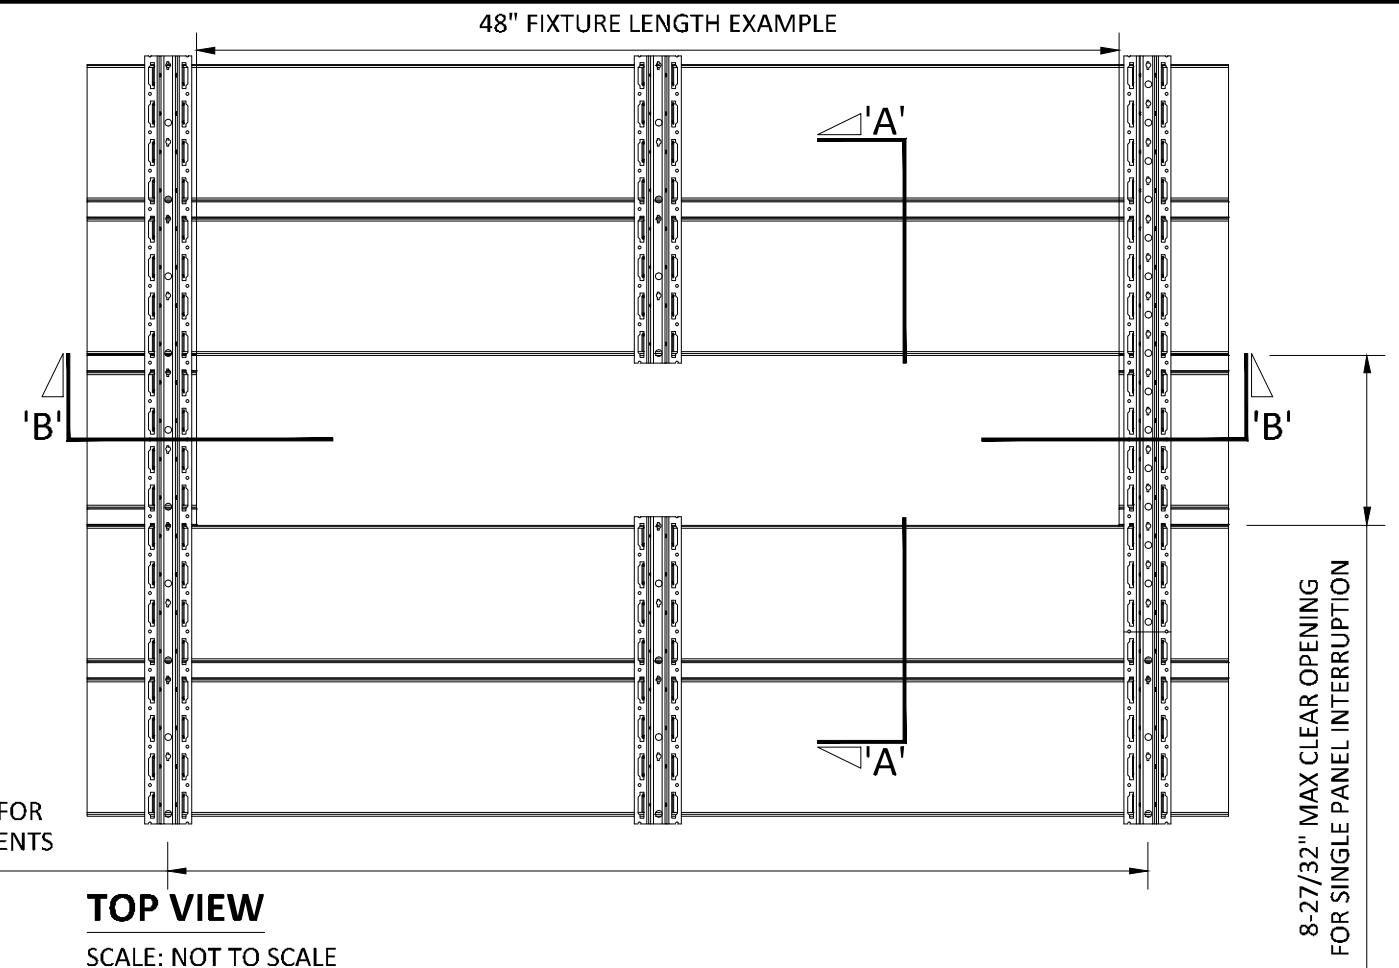 48" FIXTURE LENGTH EXAMPLE
'A'
'B'
'B'
'A'
8-27/32" MAX CLEAR OPENING
FOR SINGLE PANEL INTERRUPTION
FOR
ENTS
TOP VIEW
SCALE: NOT TO SCALE